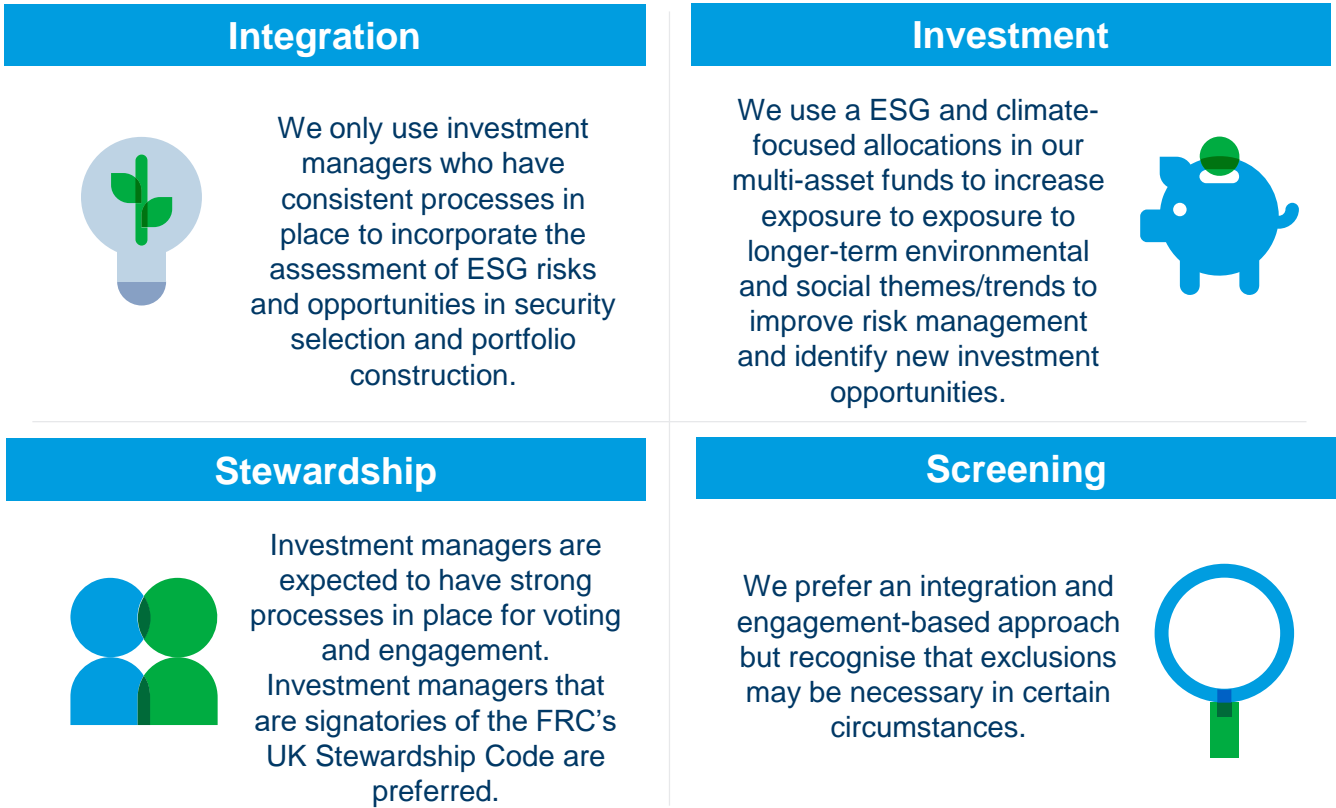 Integration
We only use investment
managers who have
consistent processes in
place to incorporate the
assessment of ESG risks
and opportunities in security
selection and portfolio
construction.
Investment
We use a ESG and climate-
focused allocations in our
multi-asset funds to increase
exposure to exposure to
longer-term environmental
and social themes/trends to
improve risk management
and identify new investment
opportunities.
Stewardship
Investment managers are
expected to have strong
processes in place for voting
and engagement.
Investment managers that
are signatories of the FRC's
UK Stewardship Code are
preferred.
Screening
We prefer an integration and
engagement-based approach
but recognise that exclusions
may be necessary in certain
circumstances.